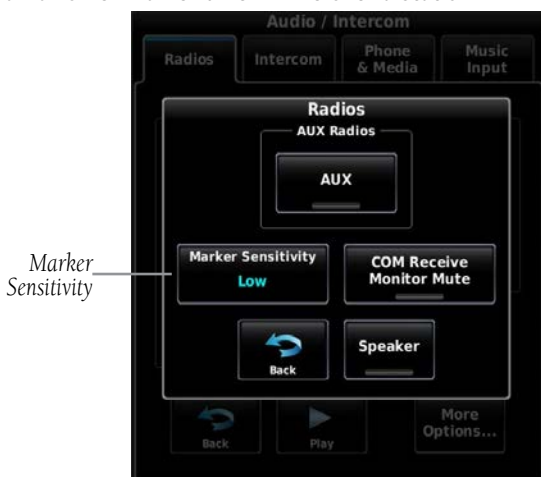 Audio / Intercom
Radios
Intercom
Phone
& Media
Music
Input
Radios
AUX Radios
AUX
Marker
Sensitivity
Marker Sensitivity
Low
COM Receive
Monitor Mute
Back
Speaker
Back
Play
More
Options...